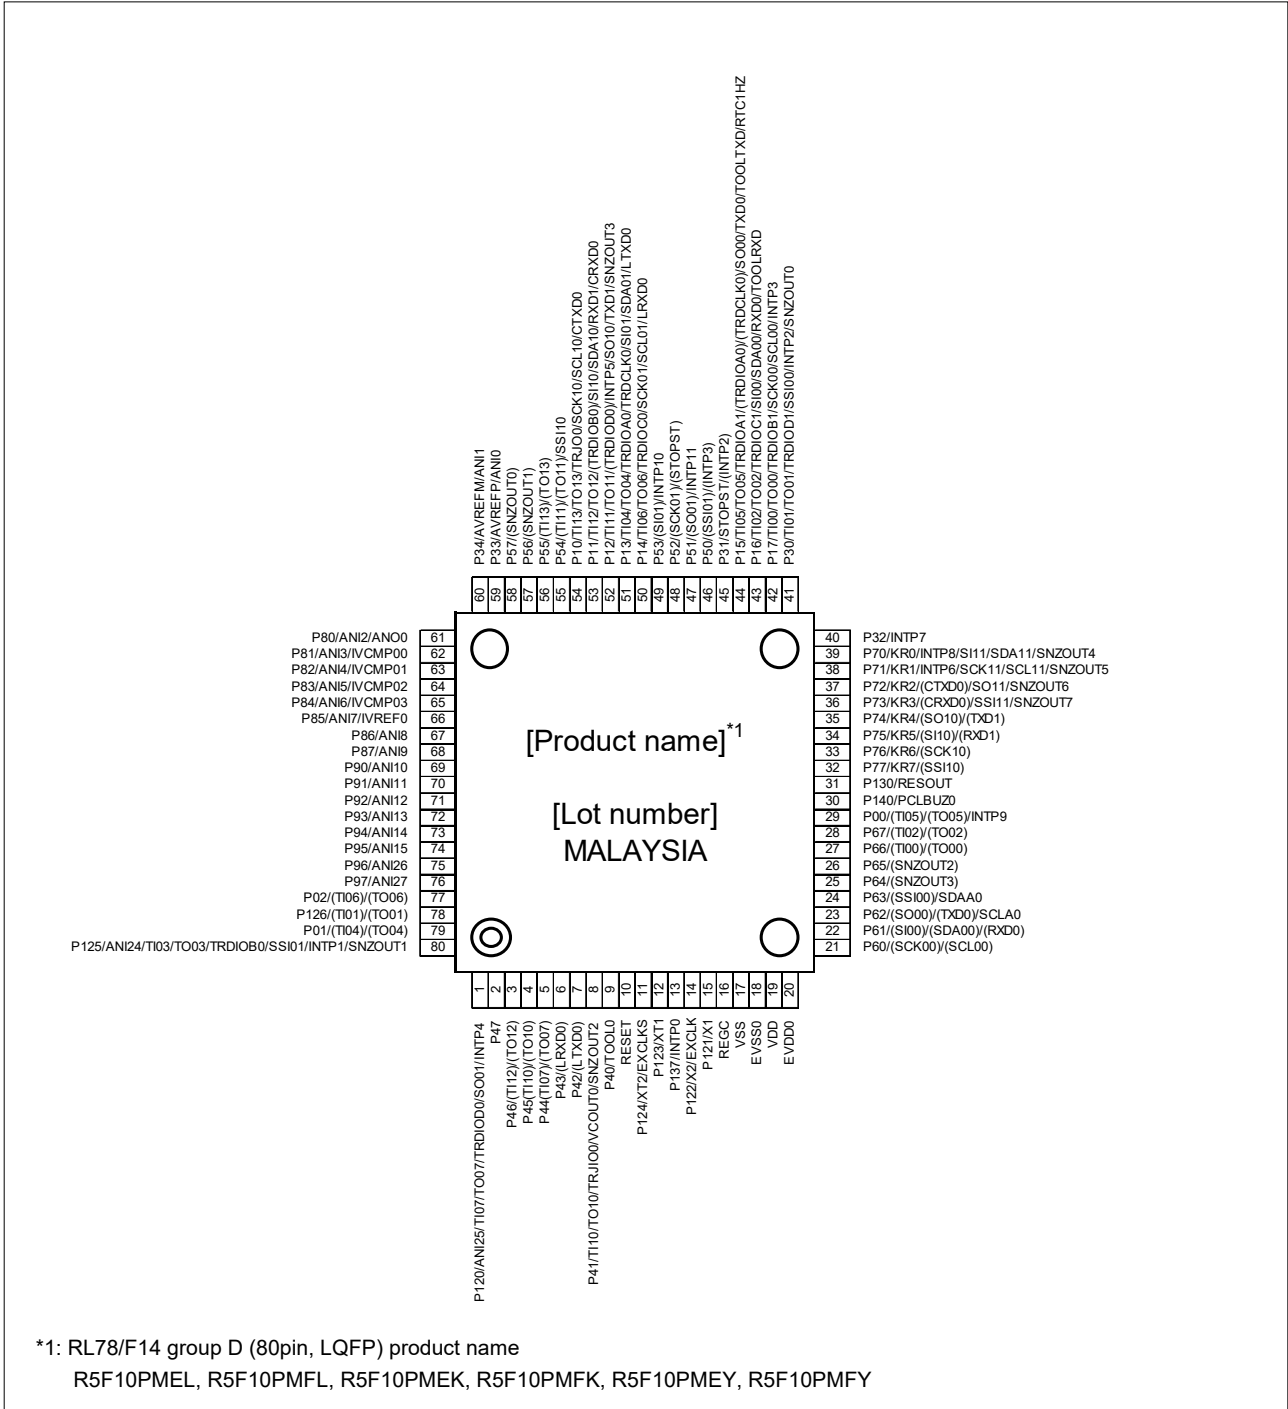 P34/AVREFM/ANI1
P33/AVREFP/ANI0
P57/(SNZOUT0)
P56/(SNZOUT1)
P55/(TI13)/(TO13)
P54/(TI11)/(TO11)/SSI10
P10/TI13/TO13/TRJO0/SCK10/SCL10/CTXD0
P11/TI12/TO12/(TRDIOB0)/SI10/SDA10/RXD1/CRXD0
P12/TI11/TO11/(TRDIOD0)/INTP5/SO10/TXD1/SNZOUT3
P13/TI04/TO04/TRDIOA0/TRDCLK0/SI01/SDA01/LTXD0
P14/TI06/TO06/TRDIOC0/SCK01/SCL01/LRXD0
P53/(SI01)/INTP10
P52/(SCK01)/(STOPST)
P51/(SO01)/INTP11
P50/(SSI01)/(INTP3)
P31/STOPST/(INTP2)
P15/TI05/TO05/TRDIOA1/(TRDIOA0)/(TRDCLK0)/SO00/TXD0/TOOLTXD/RTC1HZ
P16/TI02/TO02/TRDIOC1/SI00/SDA00/RXD0/TOOLRXD
P17/TI00/TO00/TRDIOB1/SCK00/SCL00/INTP3
P30/TI01/TO01/TRDIOD1/SSI00/INTP2/SNZOUT0
60 59 58 57 56 55 54 53 52 51 50 49 48 47 46 45 44 43 42 41
P80/ANI2/ANO0 61
P81/ANI3/IVCMP00 62
P82/ANI4/IVCMP01 63
P83/ANI5/IVCMP02 64
P84/ANI6/IVCMP03 65
P85/ANI7/IVREF0 66
P86/ANI8 67
P87/ANI9 68
P90/ANI10 69
P91/ANI11 70
P92/ANI12 71
P93/ANI13 72
P94/ANI14 73
P95/ANI15 74
P96/ANI26 75
P97/ANI27 76
P02/(TI06)/(TO06) 77
P126/(TI01)/(TO01) 78
P01/(TI04)/(TO04) 79
P125/ANI24/TI03/TO03/TRDIOB0/SSI01/INTP1/SNZOUT1 80
[Product name]*1
[Lot number]
MALAYSIA
40 P32/INTP7
39 P70/KR0/INTP8/SI11/SDA11/SNZOUT4
38 P71/KR1/INTP6/SCK11/SCL11/SNZOUT5
37 P72/KR2/(CTXD0)/SO11/SNZOUT6
36 P73/KR3/(CRXD0)/SSI11/SNZOUT7
35 P74/KR4/(SO10)/(TXD1)
34 P75/KR5/(SI10)/(RXD1)
33 P76/KR6/(SCK10)
32 P77/KR7/(SSI10)
31 P130/RESOUT
30 P140/PCLBUZ0
29 P00/(TI05)/(TO05)/INTP9
28 P67/(TI02)/(TO02)
27 P66/(TI00)/(TO00)
26 P65/(SNZOUT2)
25 P64/(SNZOUT3)
24 P63/(SSI00)/SDAA0
23 P62/(SO00)/(TXD0)/SCLA0
22 P61/(SI00)/(SDA00)/(RXD0)
21 P60/(SCK00)/(SCL00)
1 2 3 4 5 6 7 8 9 10 11 12 13 14 15 16 17 18 19 20
P120/ANI25/TI07/TO07/TRDIOD0/SO01/INTP4
P47
P46/(TI12)/(TO12)
P45(TI10)/(TO10)
P44(TI07)/(TO07)
P43/(LRXD0)
P42/(LTXD0)
P41/TI10/TO10/TRJIO0/VCOUT0/SNZOUT2
P40/TOOL0
RESET
P124/XT2/EXCLKS
P123/XT1
P137/INTP0
P122/X2/EXCLK
P121/X1
REGC
VSS
EVSS0
VDD
EVDD0
*1: RL78/F14 group D (80pin, LQFP) product name
R5F10PMEL, R5F10PMFL, R5F10PMEK, R5F10PMFK, R5F10PMEY, R5F10PMFY